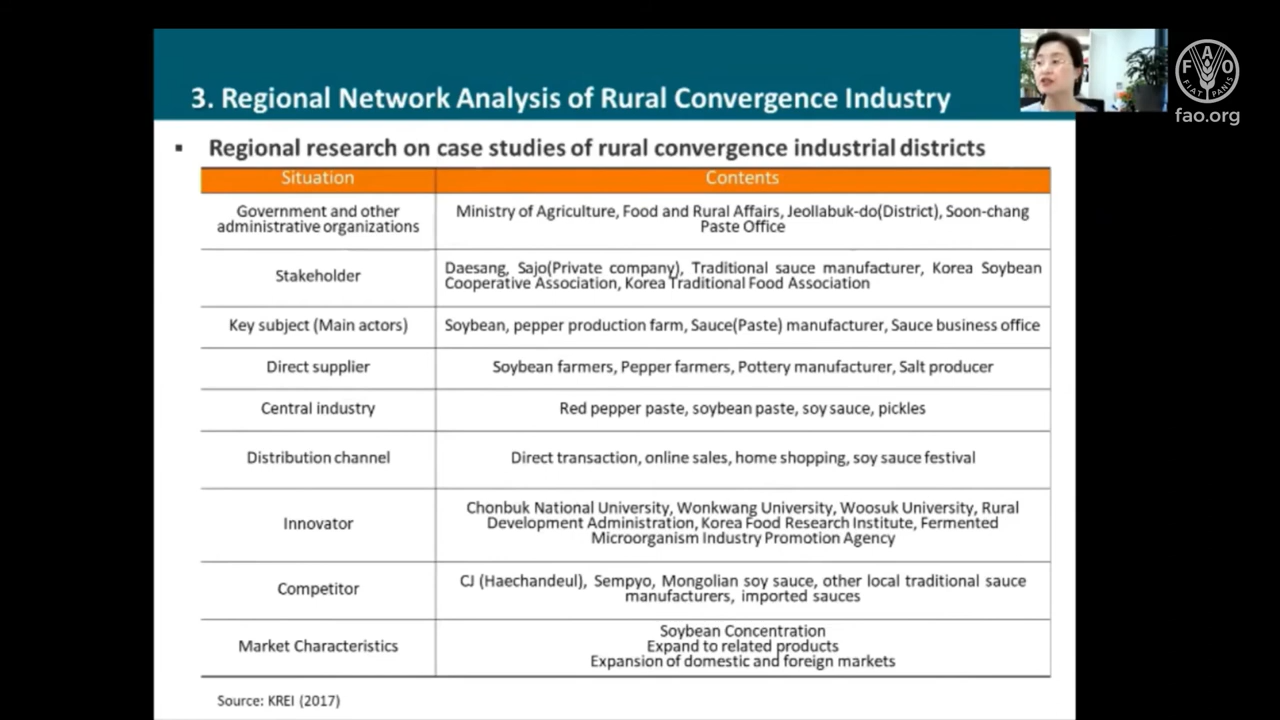 3. Regional Network Analysis of Rural Convergence Industry
FAO
FIAT PANIS
fao.org
▪ Regional research on case studies of rural convergence industrial districts
Situation
Contents
Government and other
administrative organizations
Ministry of Agriculture, Food and Rural Affairs, Jeollabuk-do(District), Soon-chang
Paste Office
Stakeholder
Daesang, Sajo(Private company), Traditional sauce manufacturer, Korea Soybean
Cooperative Association, Korea Traditional Food Association
Key subject (Main actors)
Soybean, pepper production farm, Sauce(Paste) manufacturer, Sauce business office
Direct supplier
Soybean farmers, Pepper farmers, Pottery manufacturer, Salt producer
Central industry
Red pepper paste, soybean paste, soy sauce, pickles
Distribution channel
Direct transaction, online sales, home shopping, soy sauce festival
Innovator
Chonbuk National University, Wonkwang University, Woosuk University, Rural
Development Administration, Korea Food Research Institute, Fermented
Microorganism Industry Promotion Agency
Competitor
CJ (Haechandeul), Sempyo, Mongolian soy sauce, other local traditional sauce
manufacturers, imported sauces
Market Characteristics
Soybean Concentration
Expand to related products
Expansion of domestic and foreign markets
Source: KREI (2017)